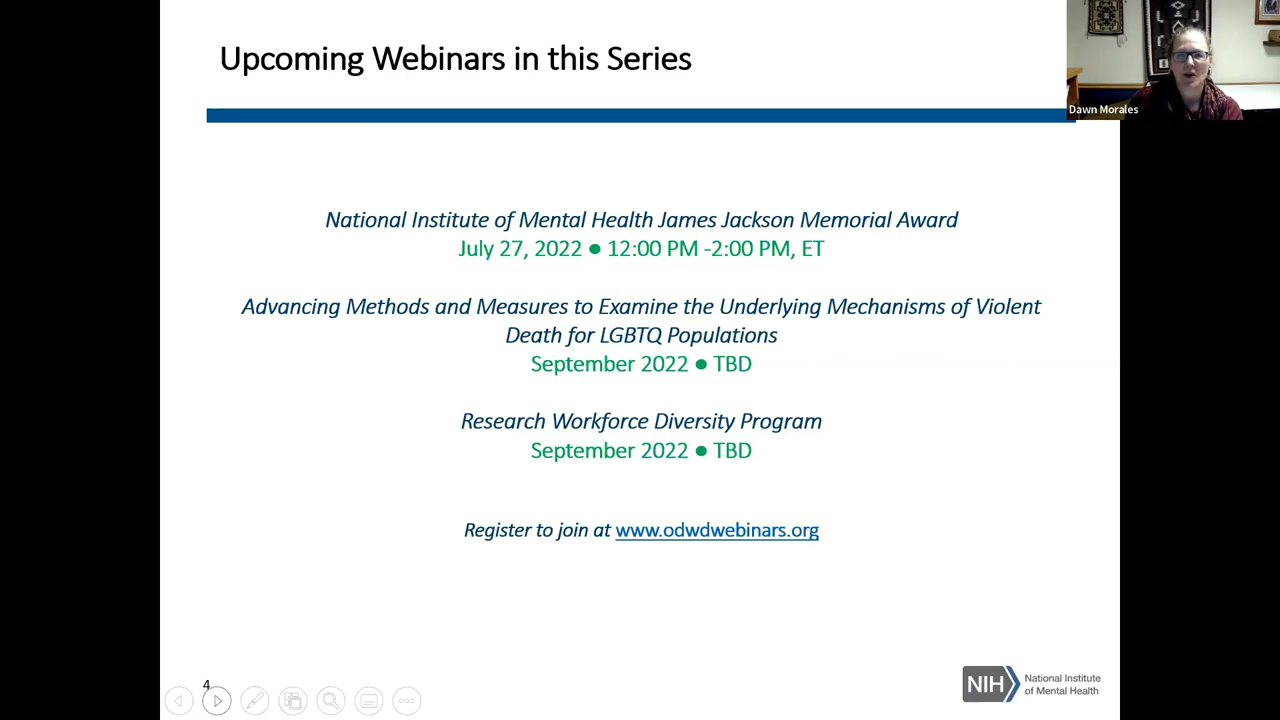 Upcoming Webinars in this Series
Dawn Morales
National Institute of Mental Health James Jackson Memorial Award
July 27, 2022 ● 12:00 PM -2:00 PM, ET
Advancing Methods and Measures to Examine the Underlying Mechanisms of Violent
Death for LGBTQ Populations
September 2022 ● TBD
Research Workforce Diversity Program
September 2022 ● TBD
Register to join at www.odwdwebinars.org
4
NIH
National Institute
of Mental Health